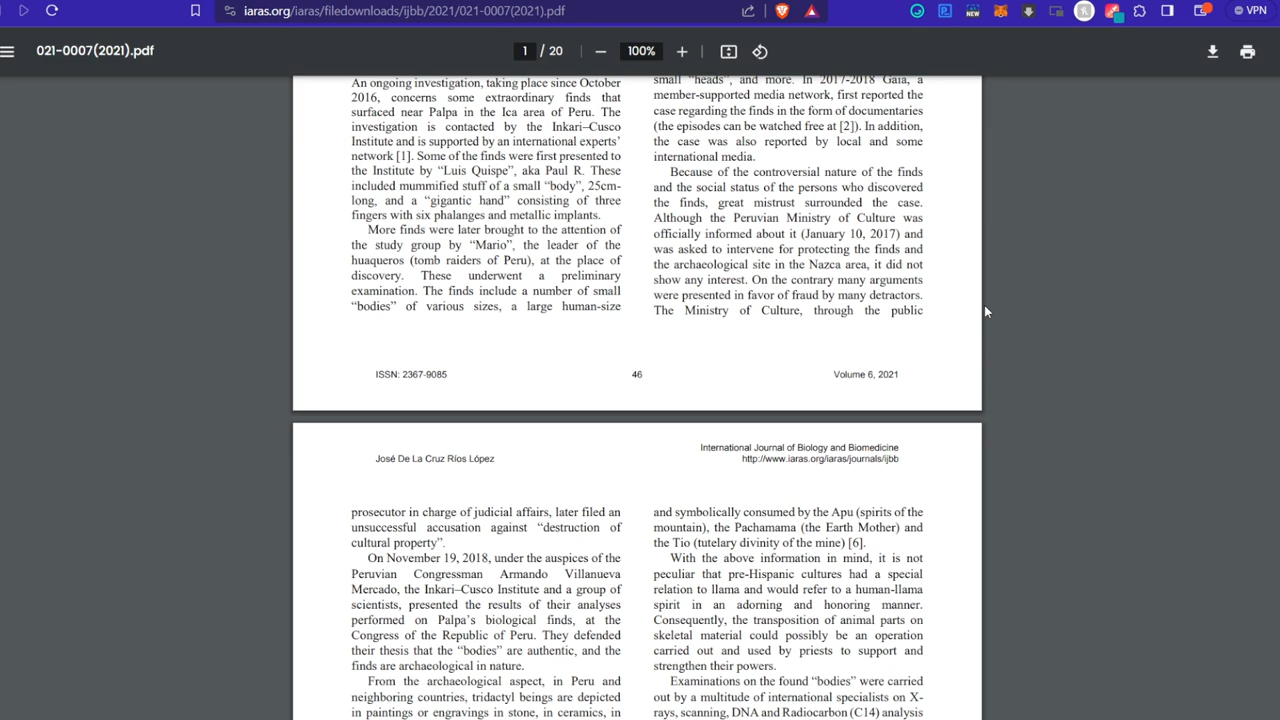 iaras.org/iaras/filedownloads/ijbb/2021/021-0007(2021).pdf
NEW
VPN
021-0007(2021).pdf
1 / 20
100%
An ongoing investigation, taking place since October
2016, concerns some extraordinary finds that
surfaced near Palpa in the Ica area of Peru. The
investigation is contacted by the Inkari–Cusco
Institute and is supported by an international experts'
network [1]. Some of the finds were first presented to
the Institute by “Luis Quispe”, aka Paul R. These
included mummified stuff of a small “body”, 25cm-
long, and a “gigantic hand” consisting of three
fingers with six phalanges and metallic implants.
More finds were later brought to the attention of
the study group by “Mario”, the leader of the
huaqueros (tomb raiders of Peru), at the place of
discovery. These underwent a preliminary
examination. The finds include a number of small
“bodies” of various sizes, a large human-size
small “heads”, and more. In 2017-2018 Gaia, a
member-supported media network, first reported the
case regarding the finds in the form of documentaries
(the episodes can be watched free at [2]). In addition,
the case was also reported by local and some
international media.
Because of the controversial nature of the finds
and the social status of the persons who discovered
the finds, great mistrust surrounded the case.
Although the Peruvian Ministry of Culture was
officially informed about it (January 10, 2017) and
was asked to intervene for protecting the finds and
the archaeological site in the Nazca area, it did not
show any interest. On the contrary many arguments
were presented in favor of fraud by many detractors.
The Ministry of Culture, through the public
ISSN: 2367-9085
46
Volume 6, 2021
José De La Cruz Ríos López
International Journal of Biology and Biomedicine
http://www.iaras.org/iaras/journals/ijbb
prosecutor in charge of judicial affairs, later filed an
unsuccessful accusation against “destruction of
cultural property”.
On November 19, 2018, under the auspices of the
Peruvian Congressman Armando Villanueva
Mercado, the Inkari–Cusco Institute and a group of
scientists, presented the results of their analyses
performed on Palpa's biological finds, at the
Congress of the Republic of Peru. They defended
their thesis that the “bodies” are authentic, and the
finds are archaeological in nature.
From the archaeological aspect, in Peru and
neighboring countries, tridactyl beings are depicted
in paintings or engravings in stone, in ceramics, in
and symbolically consumed by the Apu (spirits of the
mountain), the Pachamama (the Earth Mother) and
the Tio (tutelary divinity of the mine) [6].
With the above information in mind, it is not
peculiar that pre-Hispanic cultures had a special
relation to llama and would refer to a human-llama
spirit in an adorning and honoring manner.
Consequently, the transposition of animal parts on
skeletal material could possibly be an operation
carried out and used by priests to support and
strengthen their powers.
Examinations on the found “bodies” were carried
out by a multitude of international specialists on X-
rays, scanning, DNA and Radiocarbon (C14) analysis